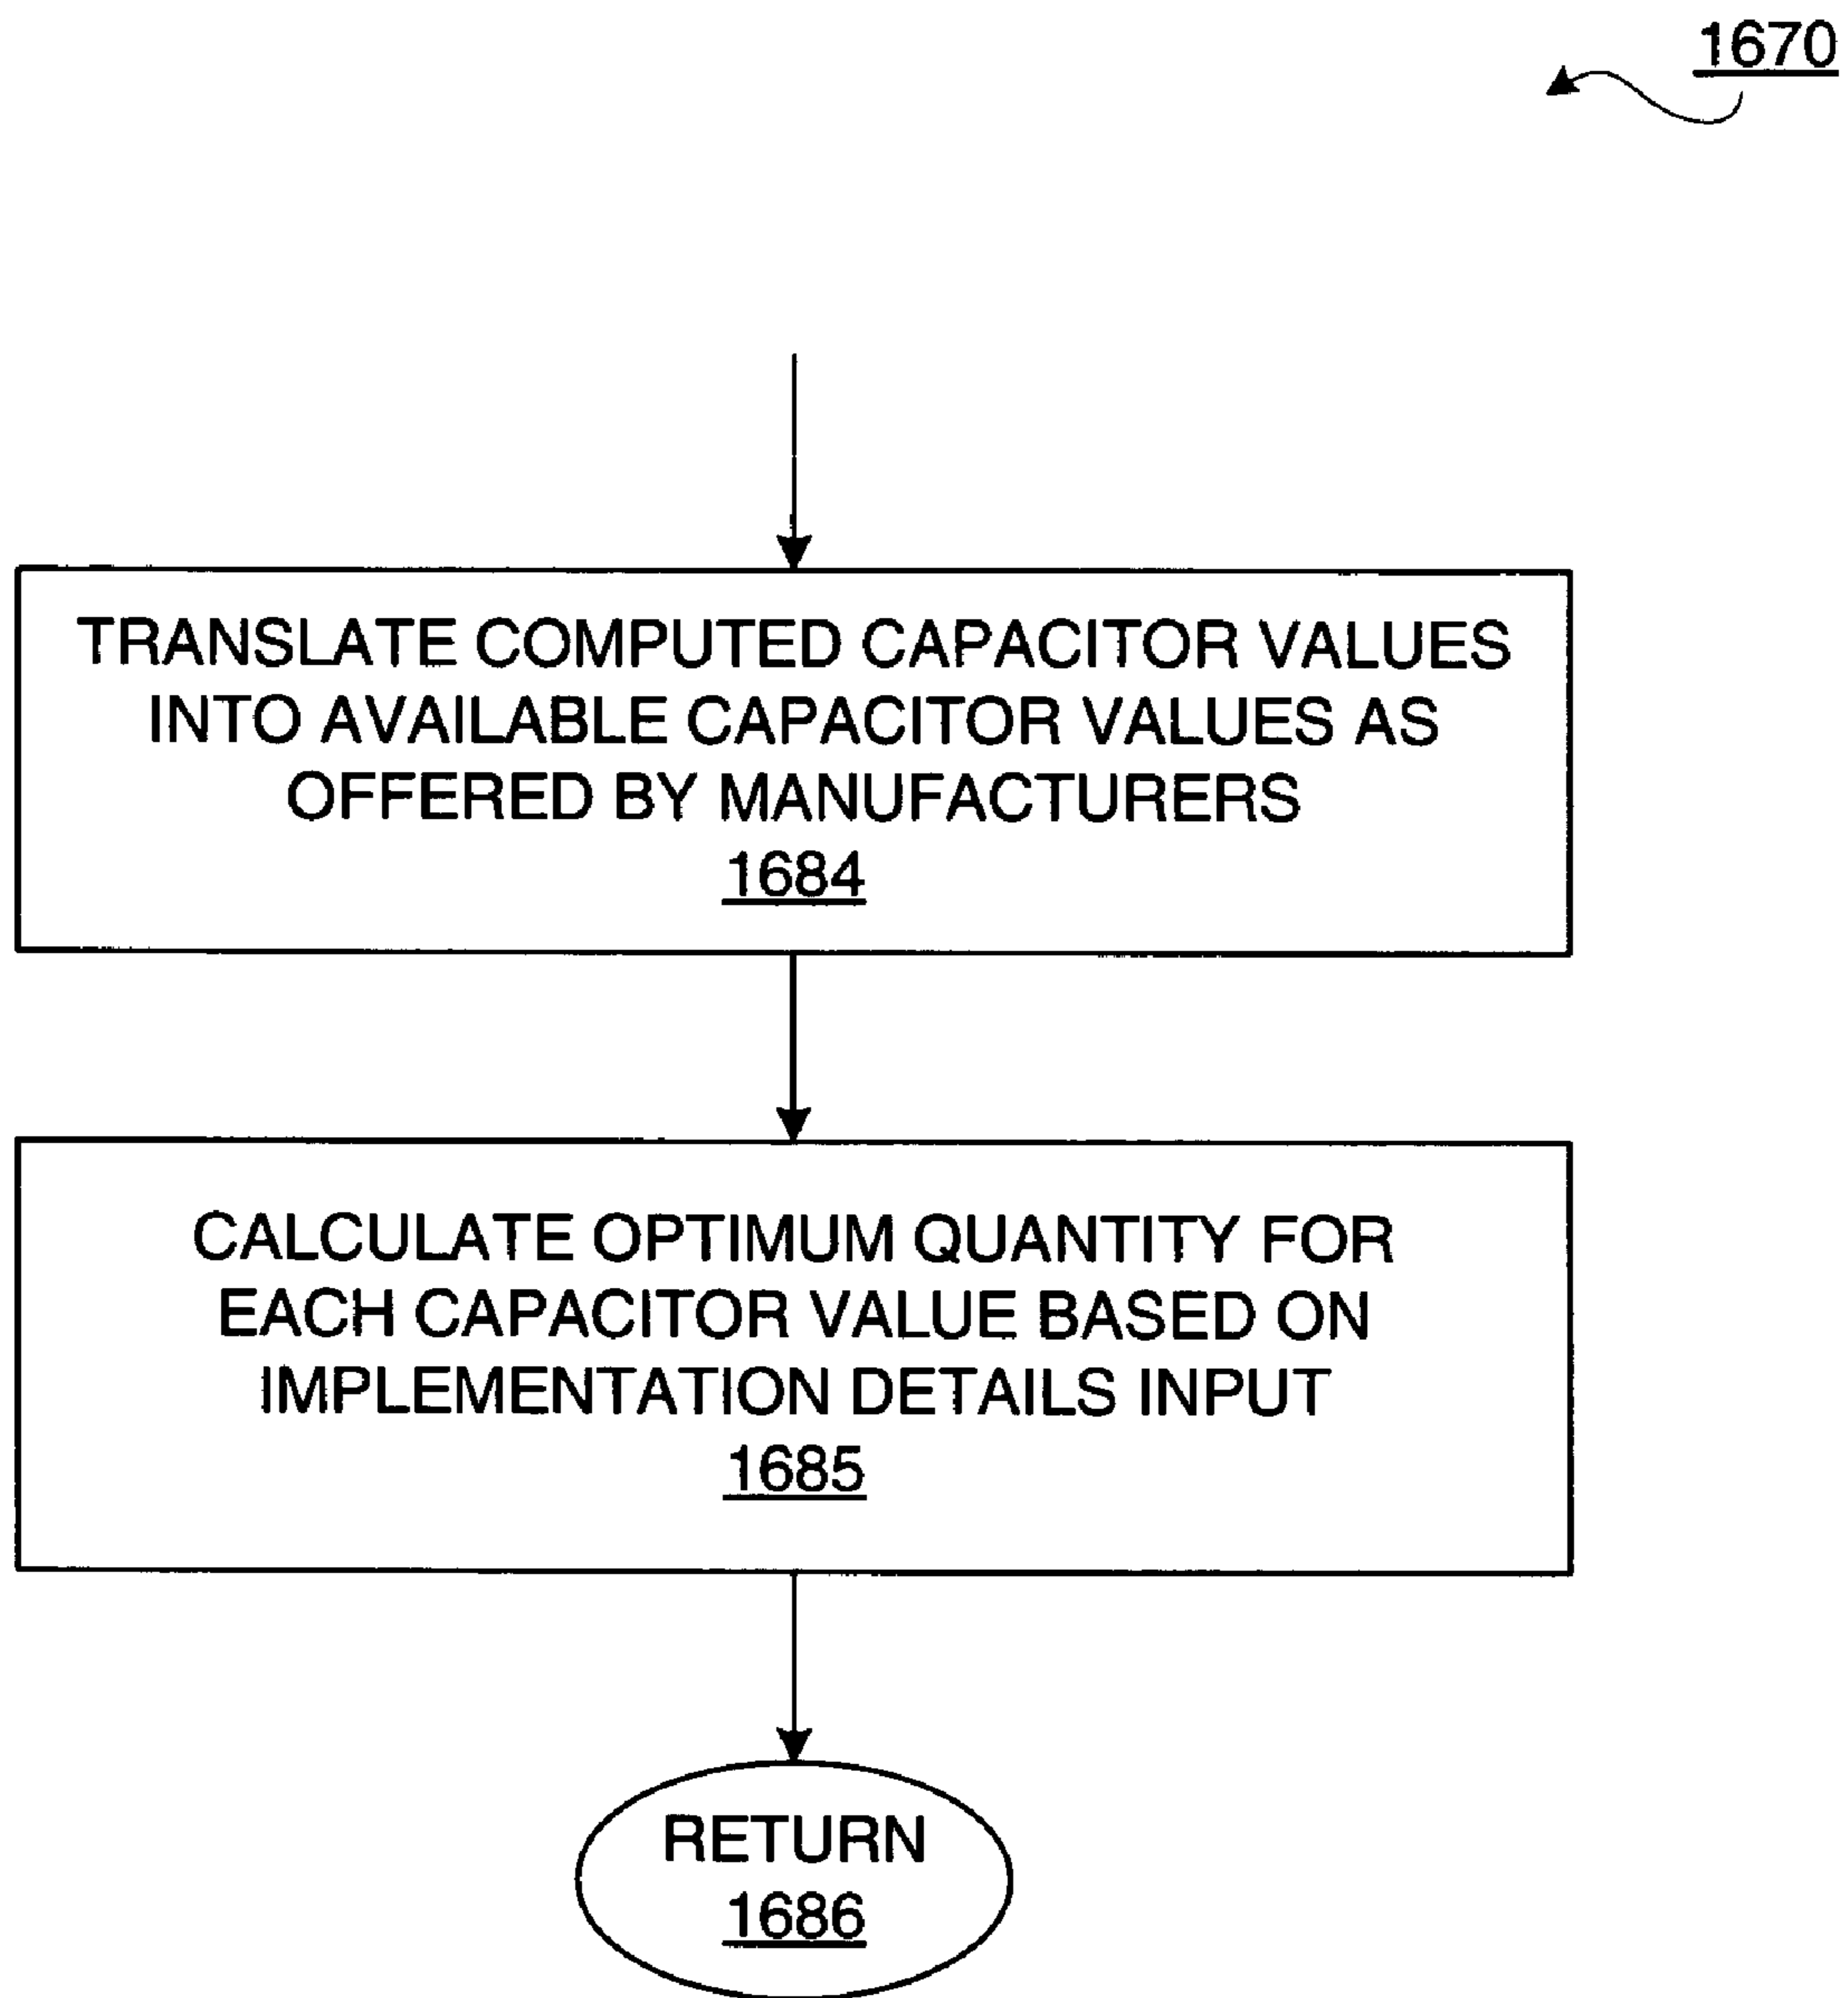 1670
TRANSLATE COMPUTED CAPACITOR VALUES
INTO AVAILABLE CAPACITOR VALUES AS
OFFERED BY MANUFACTURERS
1684
CALCULATE OPTIMUM QUANTITY FOR
EACH CAPACITOR VALUE BASED ON
IMPLEMENTATION DETAILS INPUT
1685
RETURN
1686